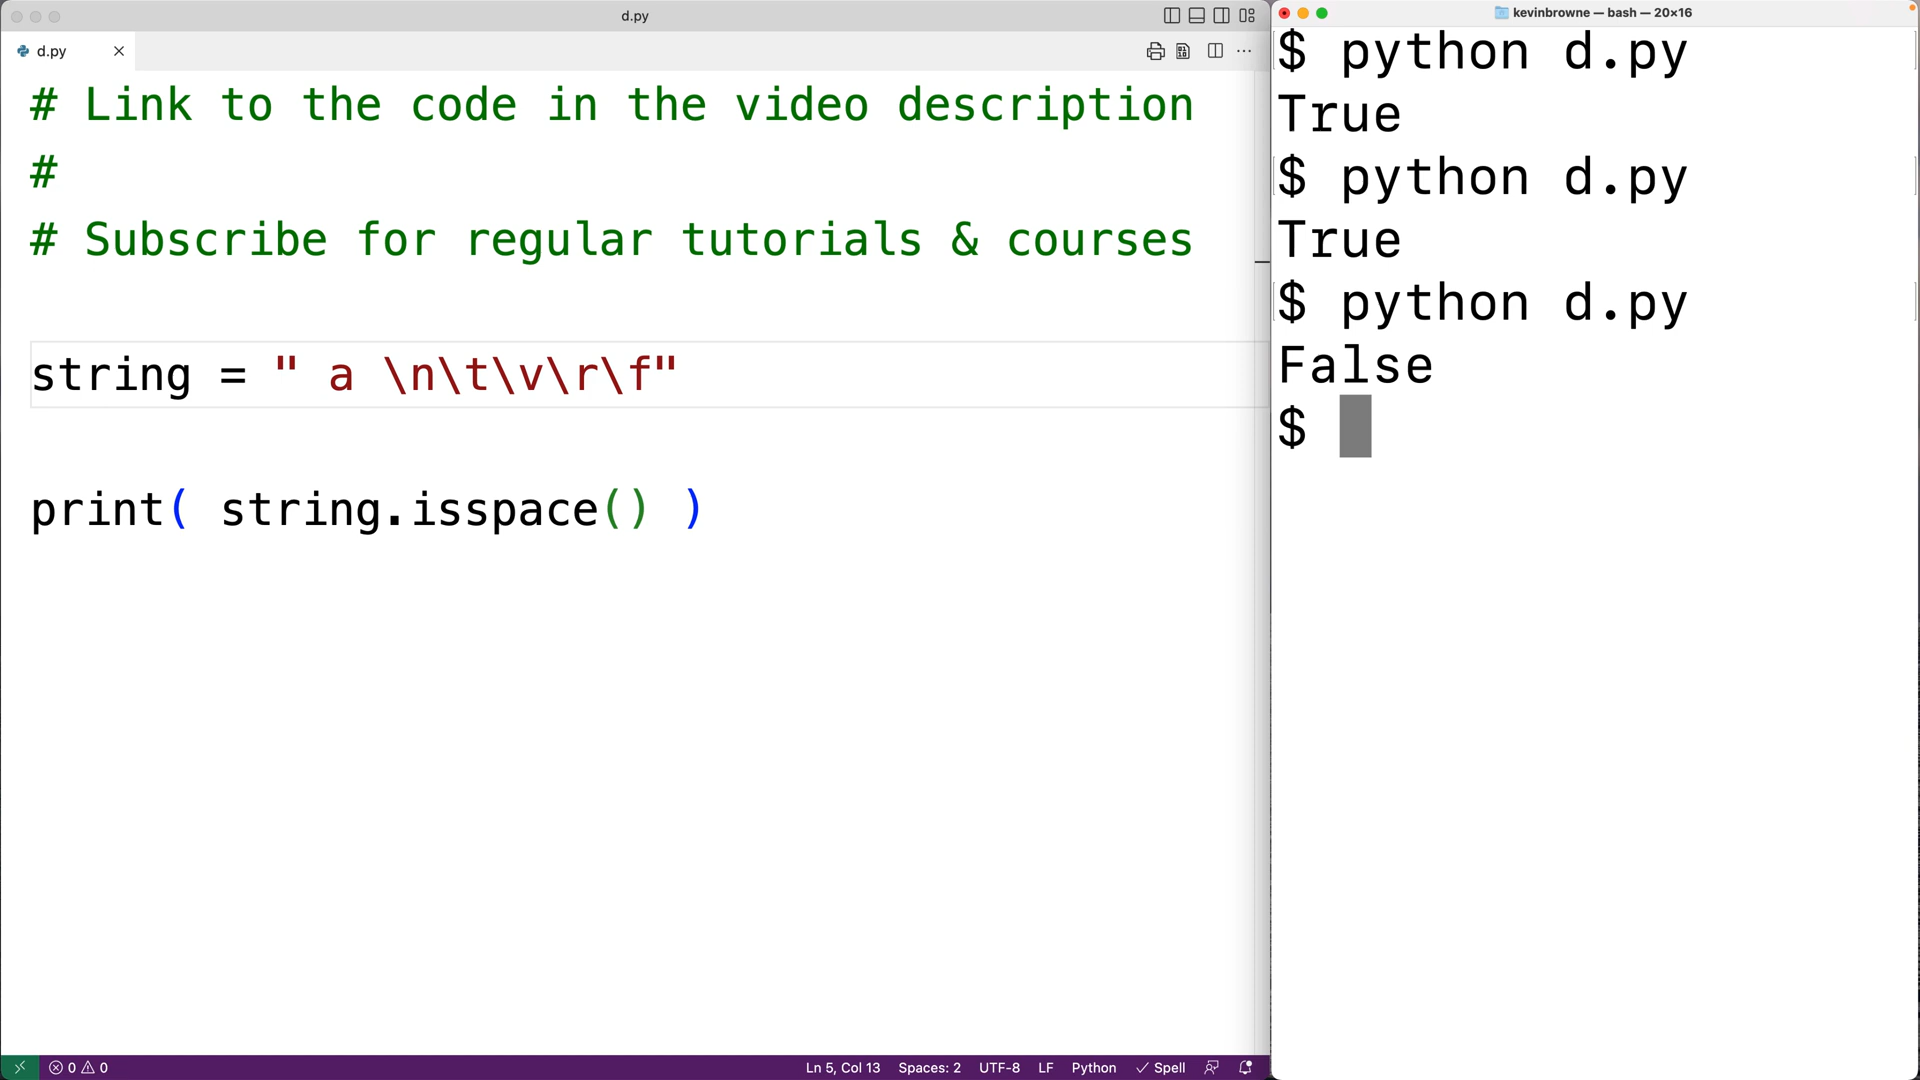 d.py
d.py
# Link to the code in the video description
#
# Subscribe for regular tutorials & courses
string = " a \n\t\v\r\f"
print( string.isspace() )
0 0
Ln 5, Col 13 Spaces: 2 UTF-8 LF Python Spell
kevinbrowne — bash — 20×16
$ python d.py
True
$ python d.py
True
$ python d.py
False
$